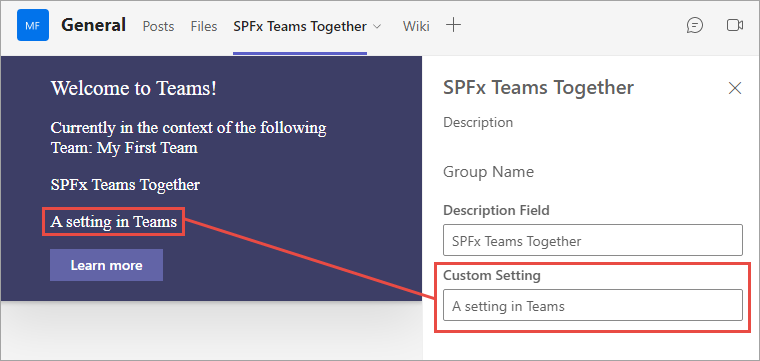 MF General Posts Files SPFx Teams Together Wiki
Welcome to Teams!
Currently in the context of the following
Team: My First Team
SPFx Teams Together
A setting in Teams
Learn more
SPFx Teams Together
Description
Group Name
Description Field
SPFx Teams Together
Custom Setting
A setting in Teams